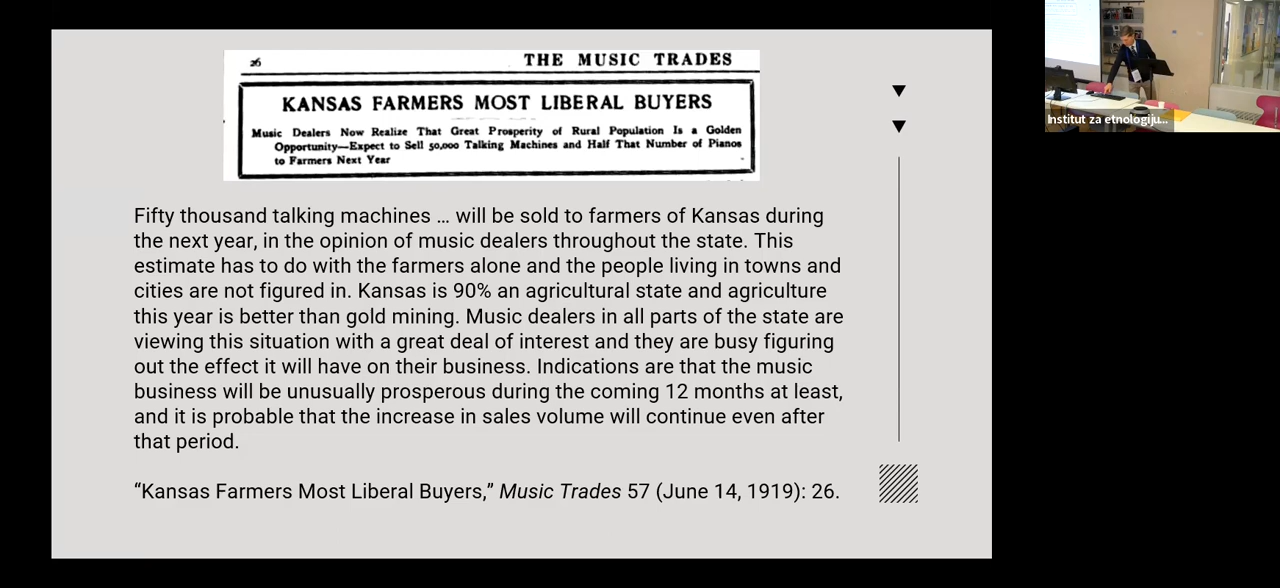 26 THE MUSIC TRADES
KANSAS FARMERS MOST LIBERAL BUYERS
Music Dealers Now Realize That Great Prosperity of Rural Population Is a Golden
Opportunity—Expect to Sell 50,000 Talking Machines and Half That Number of Pianos
to Farmers Next Year
Fifty thousand talking machines … will be sold to farmers of Kansas during
the next year, in the opinion of music dealers throughout the state. This
estimate has to do with the farmers alone and the people living in towns and
cities are not figured in. Kansas is 90% an agricultural state and agriculture
this year is better than gold mining. Music dealers in all parts of the state are
viewing this situation with a great deal of interest and they are busy figuring
out the effect it will have on their business. Indications are that the music
business will be unusually prosperous during the coming 12 months at least,
and it is probable that the increase in sales volume will continue even after
that period.
“Kansas Farmers Most Liberal Buyers,” Music Trades 57 (June 14, 1919): 26.
Institut za etnologiju...